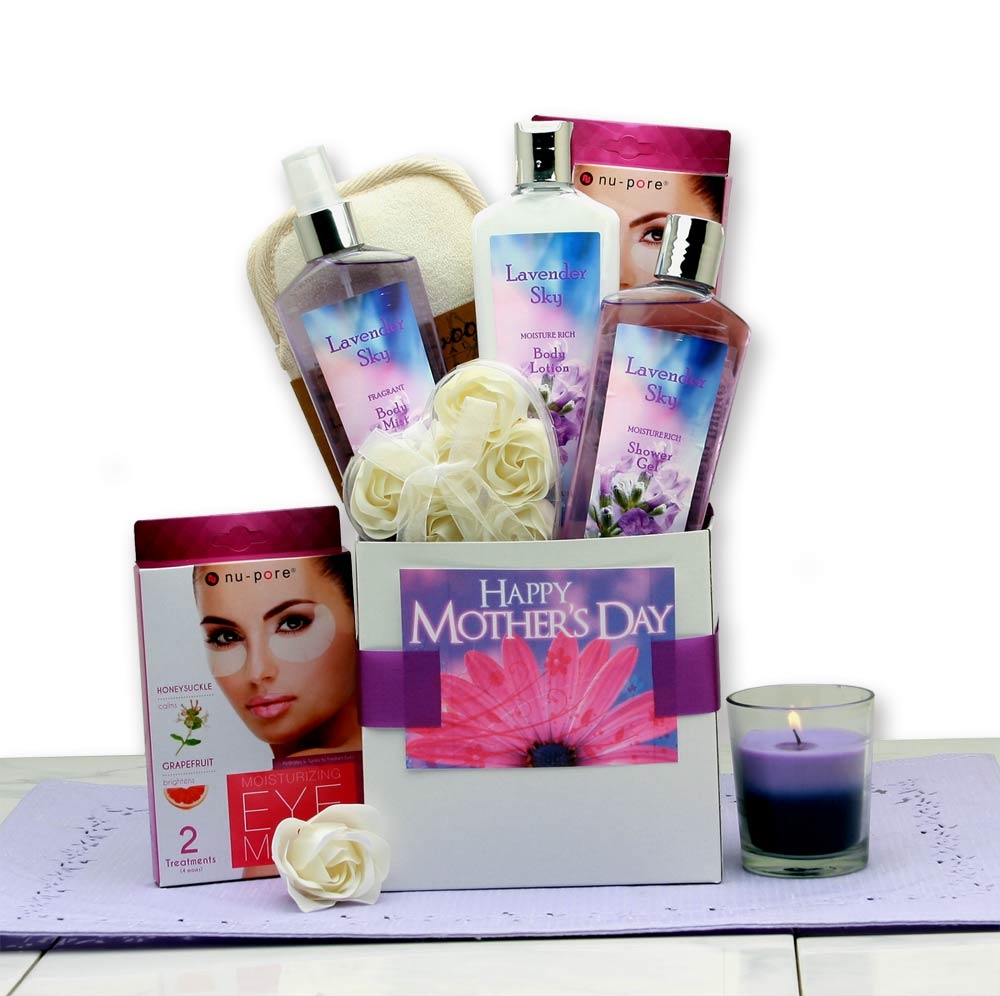 nu-pore®
Lavender
Sky
FRAGRANT
Body
Mist
Lavender
Sky
MOISTURE RICH
Body
Lotion
Lavender
Sky
MOISTURE RICH
Shower
Gel
HAPPY
MOTHER'S DAY
nu-pore®
HONEYSUCKLE
calms
GRAPEFRUIT
brightens
2
Treatments
MOISTURIZING
EYE